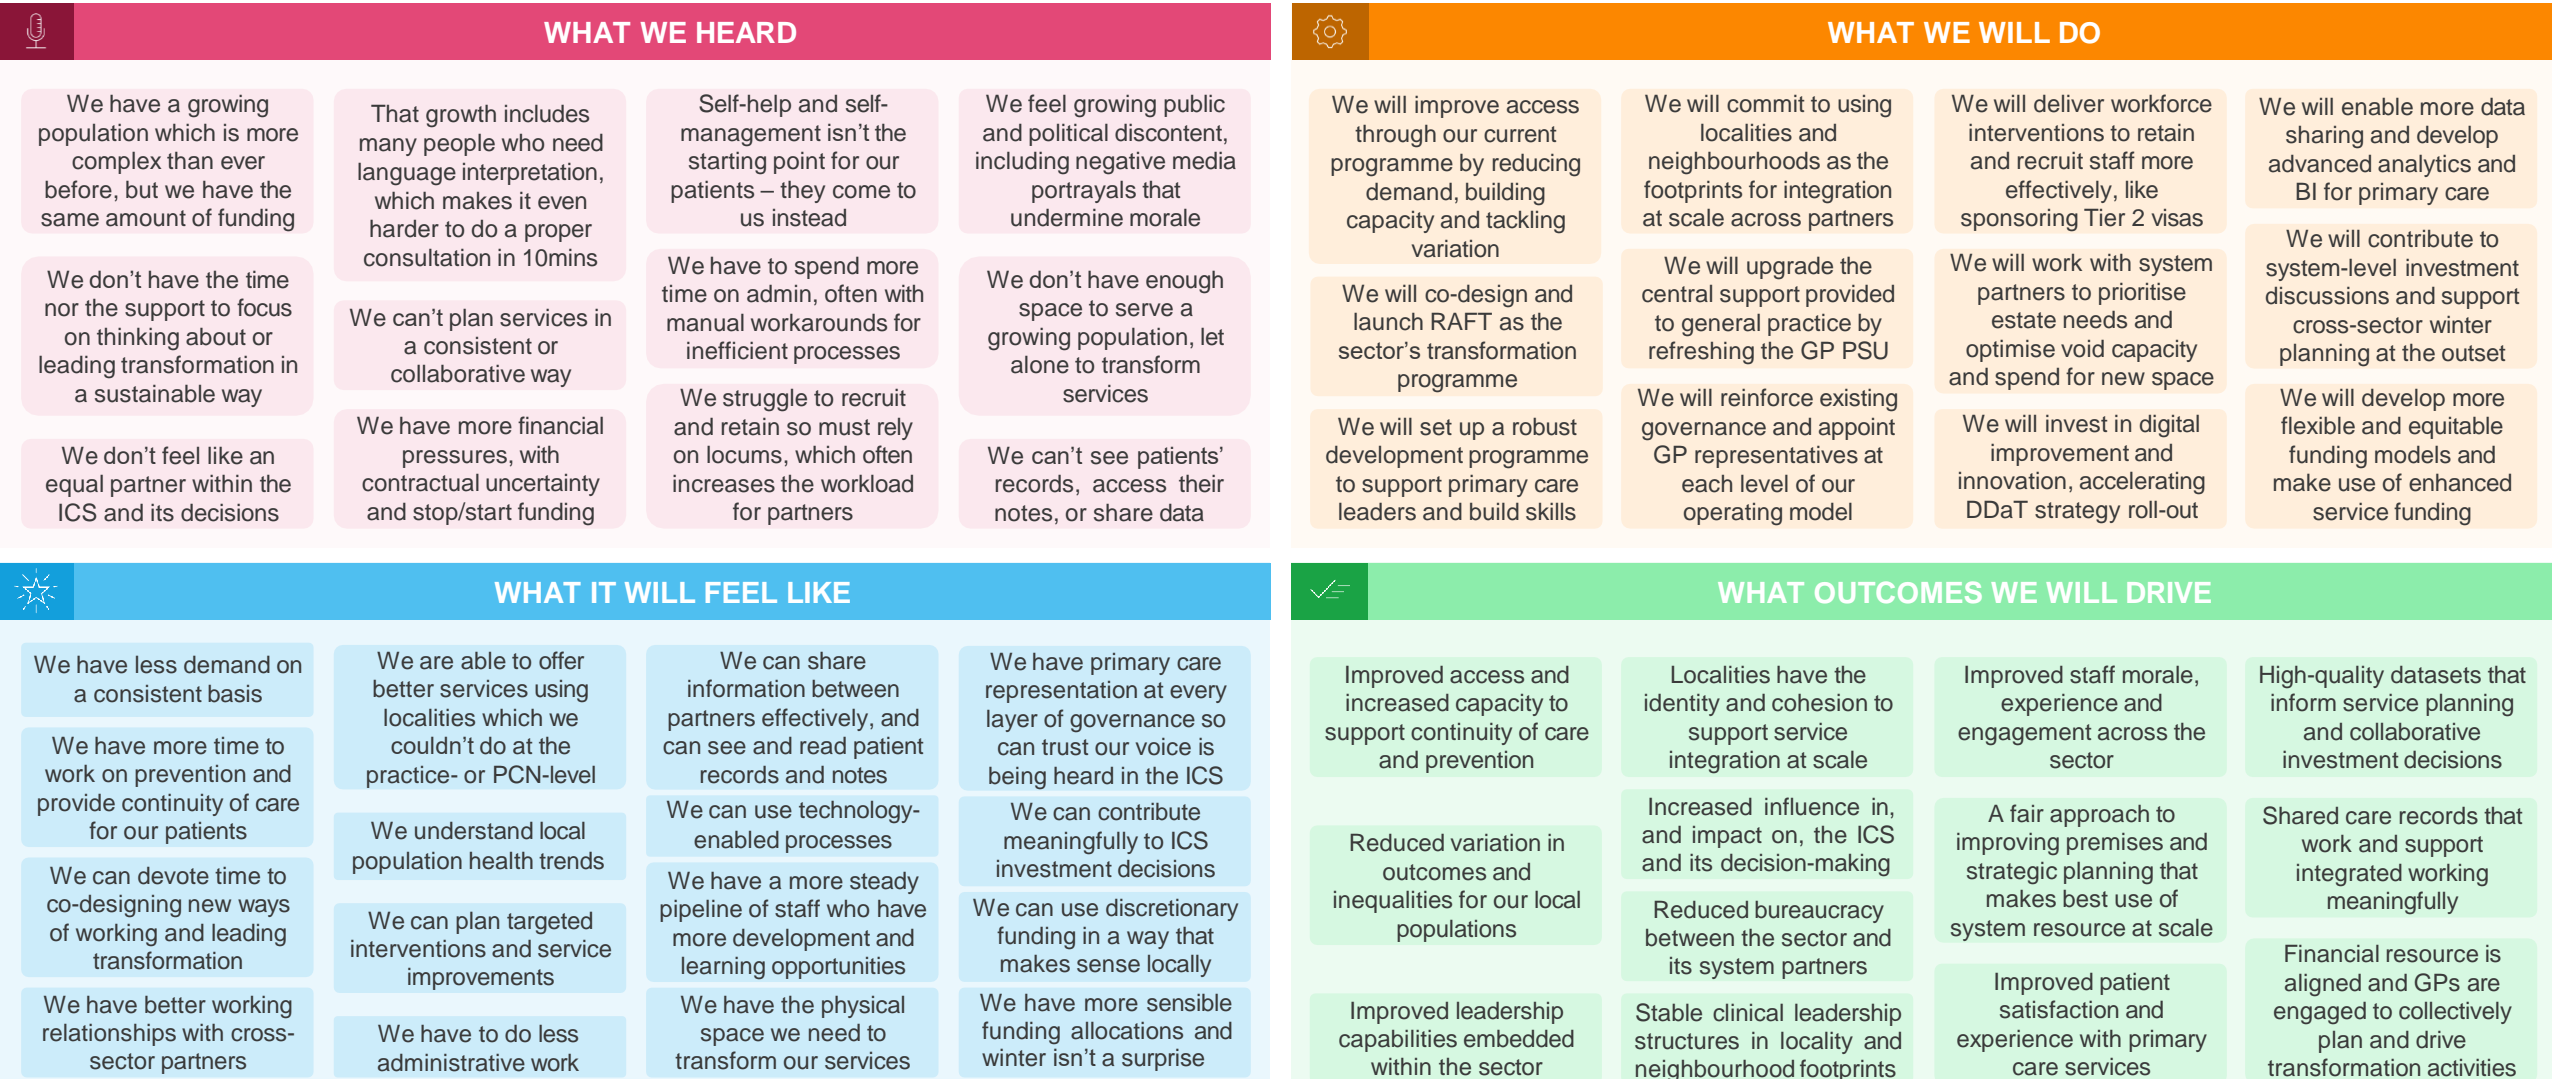 WHAT WE HEARD
We have a growing
population which is more
complex than ever
before, but we have the
same amount of funding
We don't have the time
nor the support to focus
on thinking about or
leading transformation in
a sustainable way
We don't feel like an
equal partner within the
ICS and its decisions
That growth includes
many people who need
language interpretation,
which makes it even
harder to do a proper
consultation in 10mins
We can't plan services in
a consistent or
collaborative way
We have more financial
pressures, with
contractual uncertainty
and stop/start funding
Self-help and self-
management isn't the
starting point for our
patients – they come to
us instead
We have to spend more
time on admin, often with
manual workarounds for
inefficient processes
We struggle to recruit
and retain so must rely
on locums, which often
increases the workload
for partners
We feel growing public
and political discontent,
including negative media
portrayals that
undermine morale
We don't have enough
space to serve a
growing population, let
alone to transform
services
We can't see patients'
records, access their
notes, or share data
WHAT WE WILL DO
We will improve access
through our current
programme by reducing
demand, building
capacity and tackling
variation
We will co-design and
launch RAFT as the
sector's transformation
programme
We will set up a robust
development programme
to support primary care
leaders and build skills
We will commit to using
localities and
neighbourhoods as the
footprints for integration
at scale across partners
We will upgrade the
central support provided
to general practice by
refreshing the GP PSU
We will reinforce existing
governance and appoint
GP representatives at
each level of our
operating model
We will deliver workforce
interventions to retain
and recruit staff more
effectively, like
sponsoring Tier 2 visas
We will work with system
partners to prioritise
estate needs and
optimise void capacity
and spend for new space
We will invest in digital
improvement and
innovation, accelerating
DDaT strategy roll-out
We will enable more data
sharing and develop
advanced analytics and
BI for primary care
We will contribute to
system-level investment
discussions and support
cross-sector winter
planning at the outset
We will develop more
flexible and equitable
funding models and
make use of enhanced
service funding
WHAT IT WILL FEEL LIKE
We have less demand on
a consistent basis
We have more time to
work on prevention and
provide continuity of care
for our patients
We can devote time to
co-designing new ways
of working and leading
transformation
We have better working
relationships with cross-
sector partners
We are able to offer
better services using
localities which we
couldn't do at the
practice- or PCN-level
We understand local
population health trends
We can plan targeted
interventions and service
improvements
We have to do less
administrative work
We can share
information between
partners effectively, and
can see and read patient
records and notes
We can use technology-
enabled processes
We have a more steady
pipeline of staff who have
more development and
learning opportunities
We have the physical
space we need to
transform our services
We have primary care
representation at every
layer of governance so
can trust our voice is
being heard in the ICS
We can contribute
meaningfully to ICS
investment decisions
We can use discretionary
funding in a way that
makes sense locally
We have more sensible
funding allocations and
winter isn't a surprise
WHAT OUTCOMES WE WILL DRIVE
Improved access and
increased capacity to
support continuity of care
and prevention
Reduced variation in
outcomes and
inequalities for our local
populations
Improved leadership
capabilities embedded
within the sector
Localities have the
identity and cohesion to
support service
integration at scale
Increased influence in,
and impact on, the ICS
and its decision-making
Reduced bureaucracy
between the sector and
its system partners
Stable clinical leadership
structures in locality and
neighbourhood footprints
Improved staff morale,
experience and
engagement across the
sector
A fair approach to
improving premises and
strategic planning that
makes best use of
system resource at scale
Improved patient
satisfaction and
experience with primary
care services
High-quality datasets that
inform service planning
and collaborative
investment decisions
Shared care records that
work and support
integrated working
meaningfully
Financial resource is
aligned and GPs are
engaged to collectively
plan and drive
transformation activities